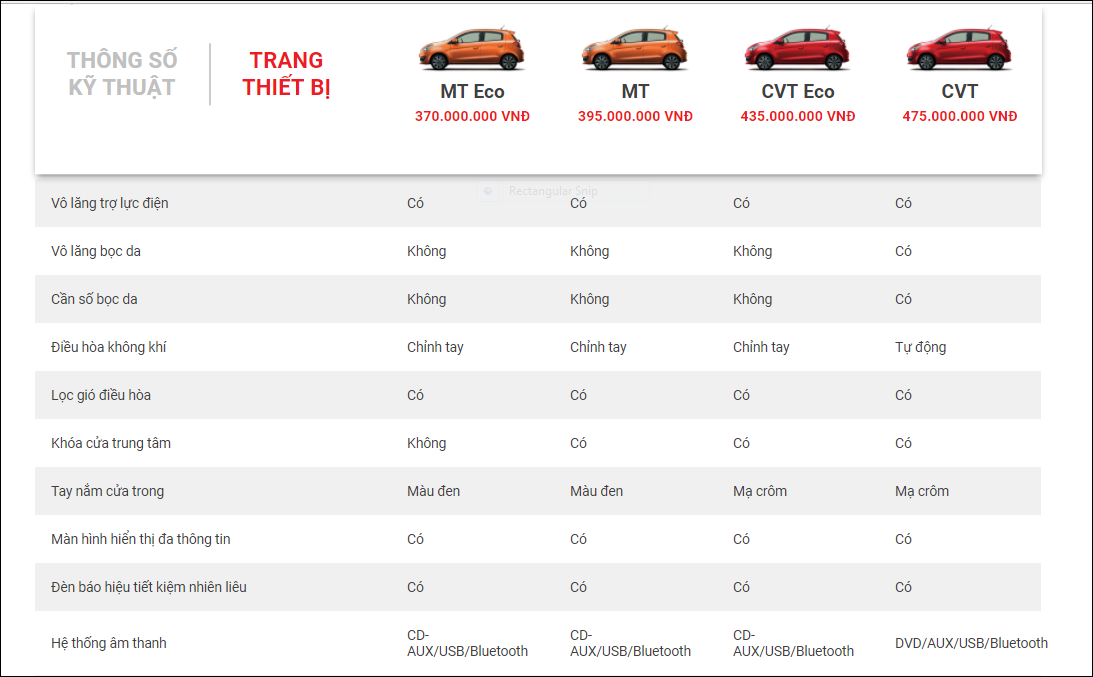 THÔNG SỐ
KỸ THUẬT
TRANG
THIẾT BỊ
MT Eco
370.000.000 VNĐ
MT
395.000.000 VNĐ
CVT Eco
435.000.000 VNĐ
CVT
475.000.000 VNĐ
Rectangular Snip
Vô lăng trợ lực điện Có Có Có Có
Vô lăng bọc da Không Không Không Có
Cần số bọc da Không Không Không Có
Điều hòa không khí Chỉnh tay Chỉnh tay Chỉnh tay Tự động
Lọc gió điều hòa Có Có Có Có
Khóa cửa trung tâm Không Có Có Có
Tay nắm cửa trong Màu đen Màu đen Mạ crôm Mạ crôm
Màn hình hiển thị đa thông tin Có Có Có Có
Đèn báo hiệu tiết kiệm nhiên liêu Có Có Có Có
Hệ thống âm thanh
CD-
AUX/USB/Bluetooth
CD-
AUX/USB/Bluetooth
CD-
AUX/USB/Bluetooth
DVD/AUX/USB/Bluetooth